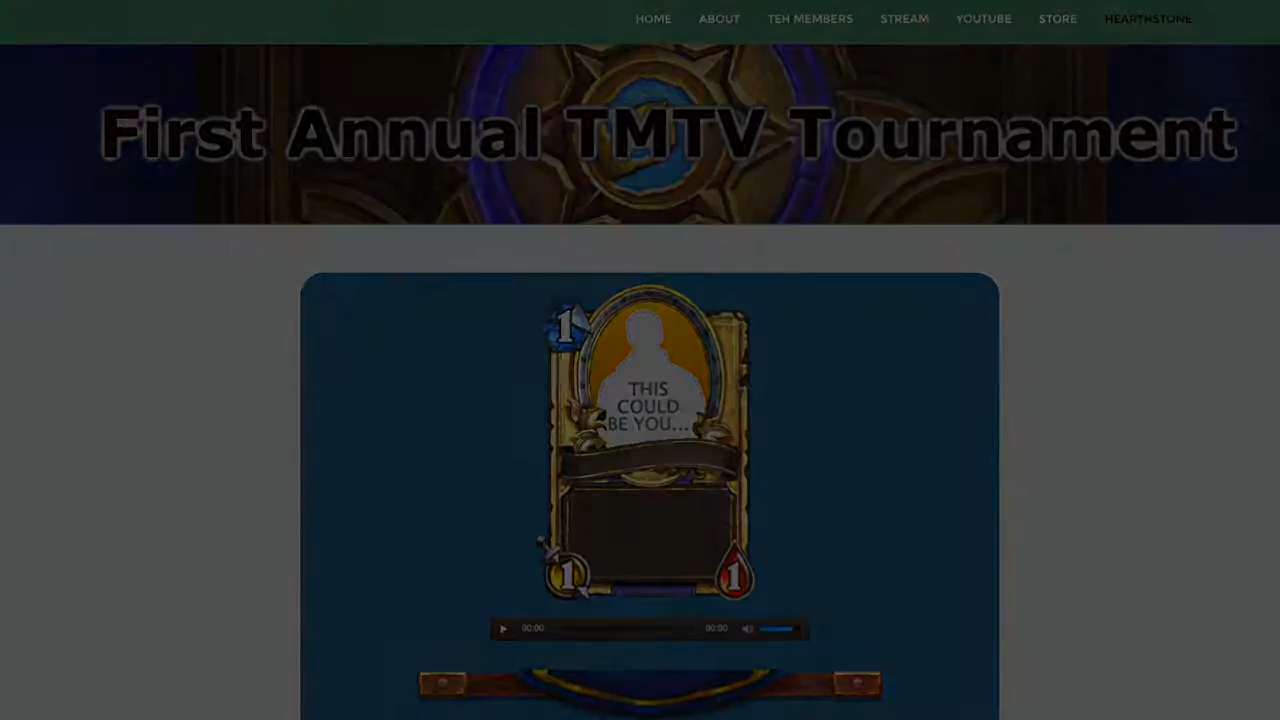 HOME ABOUT TEH MEMBERS STREAM YOUTUBE STORE HEARTHSTONE
First Annual TMTV Tournament
1
THIS
COULD
BE YOU...
1 1
00:00 00:00